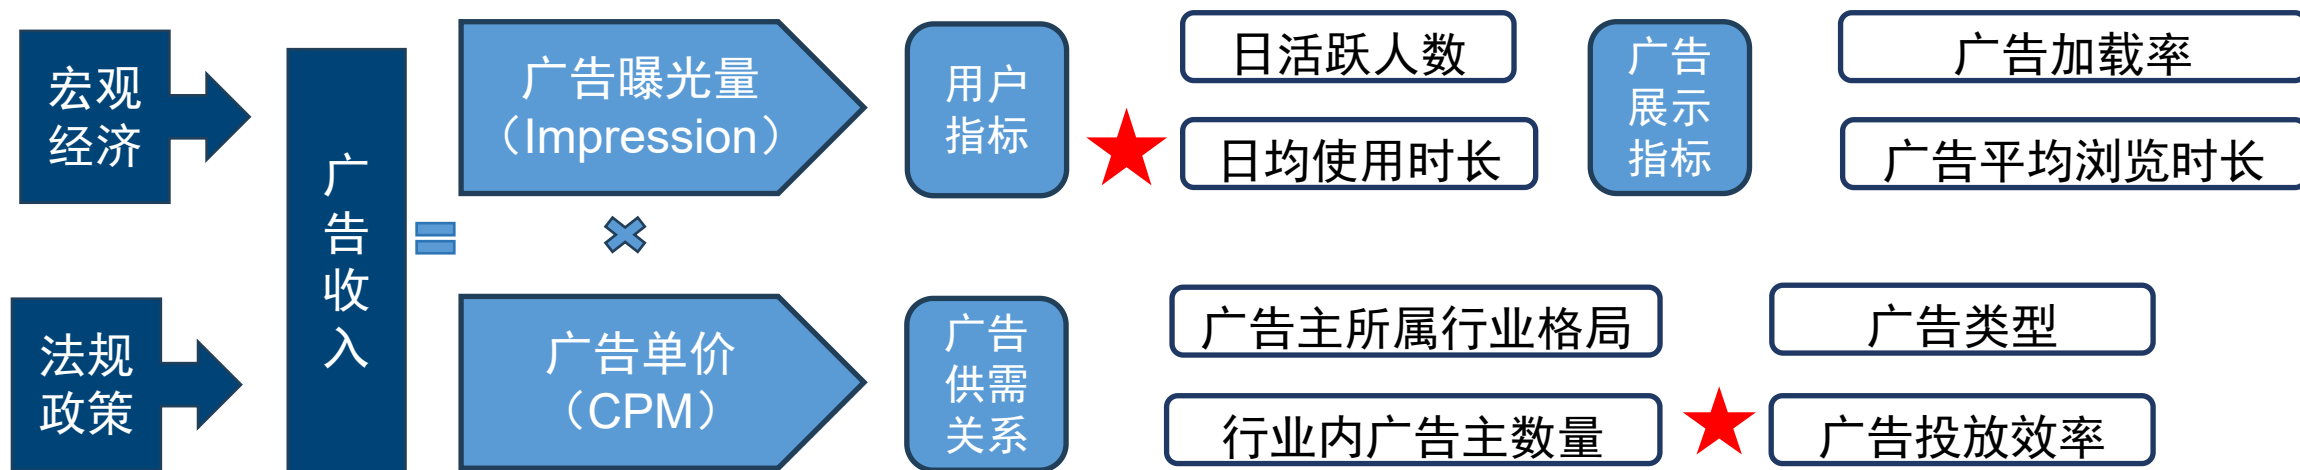 宏观
经济
法规
政策
广
告
收
入
广告曝光量
（Impression）
用户
指标
日活跃人数
日均使用时长
广告
展示
指标
广告加载率
广告平均浏览时长
广告单价
（CPM）
广告
供需
关系
广告主所属行业格局
行业内广告主数量
广告类型
广告投放效率